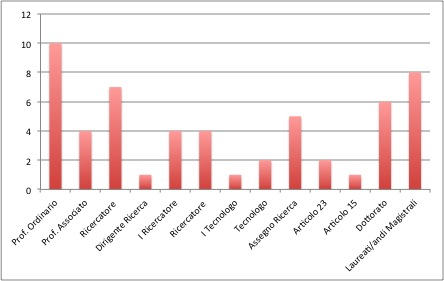 12
10
8
6
4
2
0
Prof. Ordinario
Prof. Associato
Ricercatore
Dirigente Ricerca
I Ricercatore
Ricercatore
I Tecnologo
Tecnologo
Assegno Ricerca
Articolo 23
Articolo 15
Dottorato
Laureati/andi Magistrali